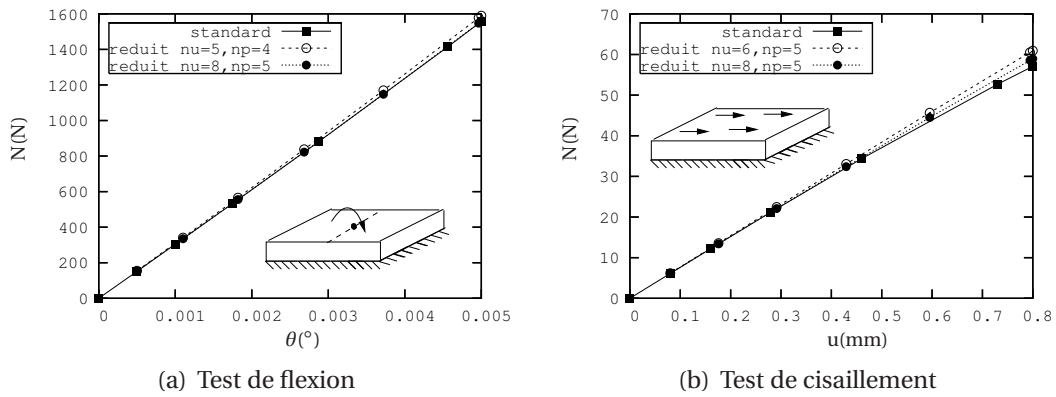 1600
1400
1200
1000
800
600
400
200
0
N(N)
standard
reduit nu=5,np=4
reduit nu=8,np=5
0 0.001 0.002 0.003 0.004 0.005
θ(°)
(a) Test de flexion
70
60
50
40
30
20
10
0
N(N)
standard
reduit nu=6,np=5
reduit nu=8,np=5
0 0.1 0.2 0.3 0.4 0.5 0.6 0.7 0.8
u(mm)
(b) Test de cisaillement